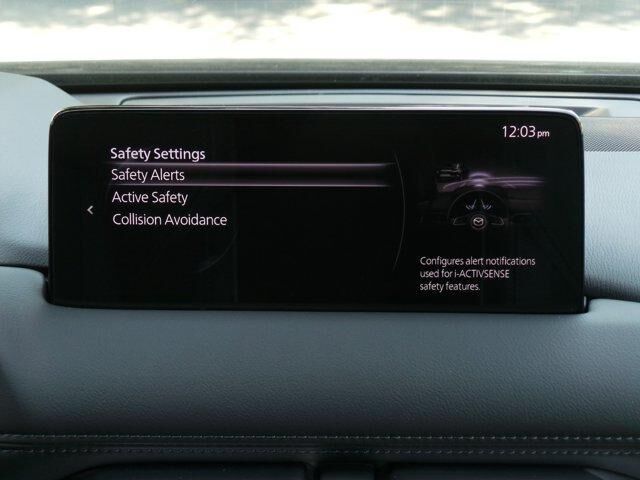 12:03pm
Safety Settings
Safety Alerts
Active Safety
Collision Avoidance
Configures alert notifications
used for i-ACTIVSENSE
safety features.